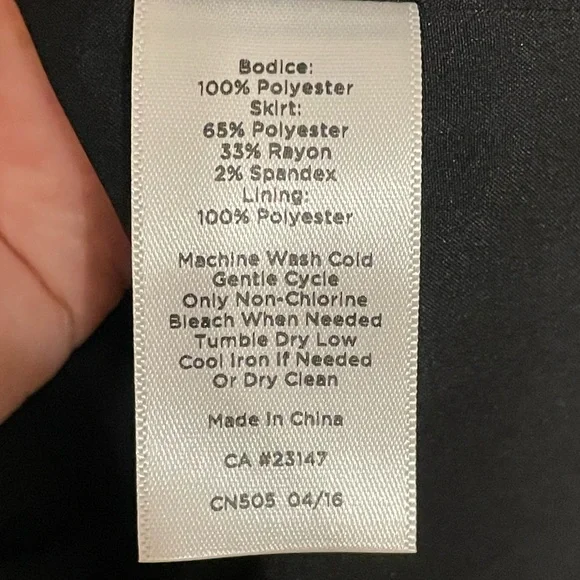 Bodice:
100% Polyester
Skirt:
65% Polyester
33% Rayon
2% Spandex
Lining:
100% Polyester
Machine Wash Cold
Gentle Cycle
Only Non-Chlorine
Bleach When Needed
Tumble Dry Low
Cool Iron If Needed
Or Dry Clean
Made In China
CA #23147
CN505 04/16